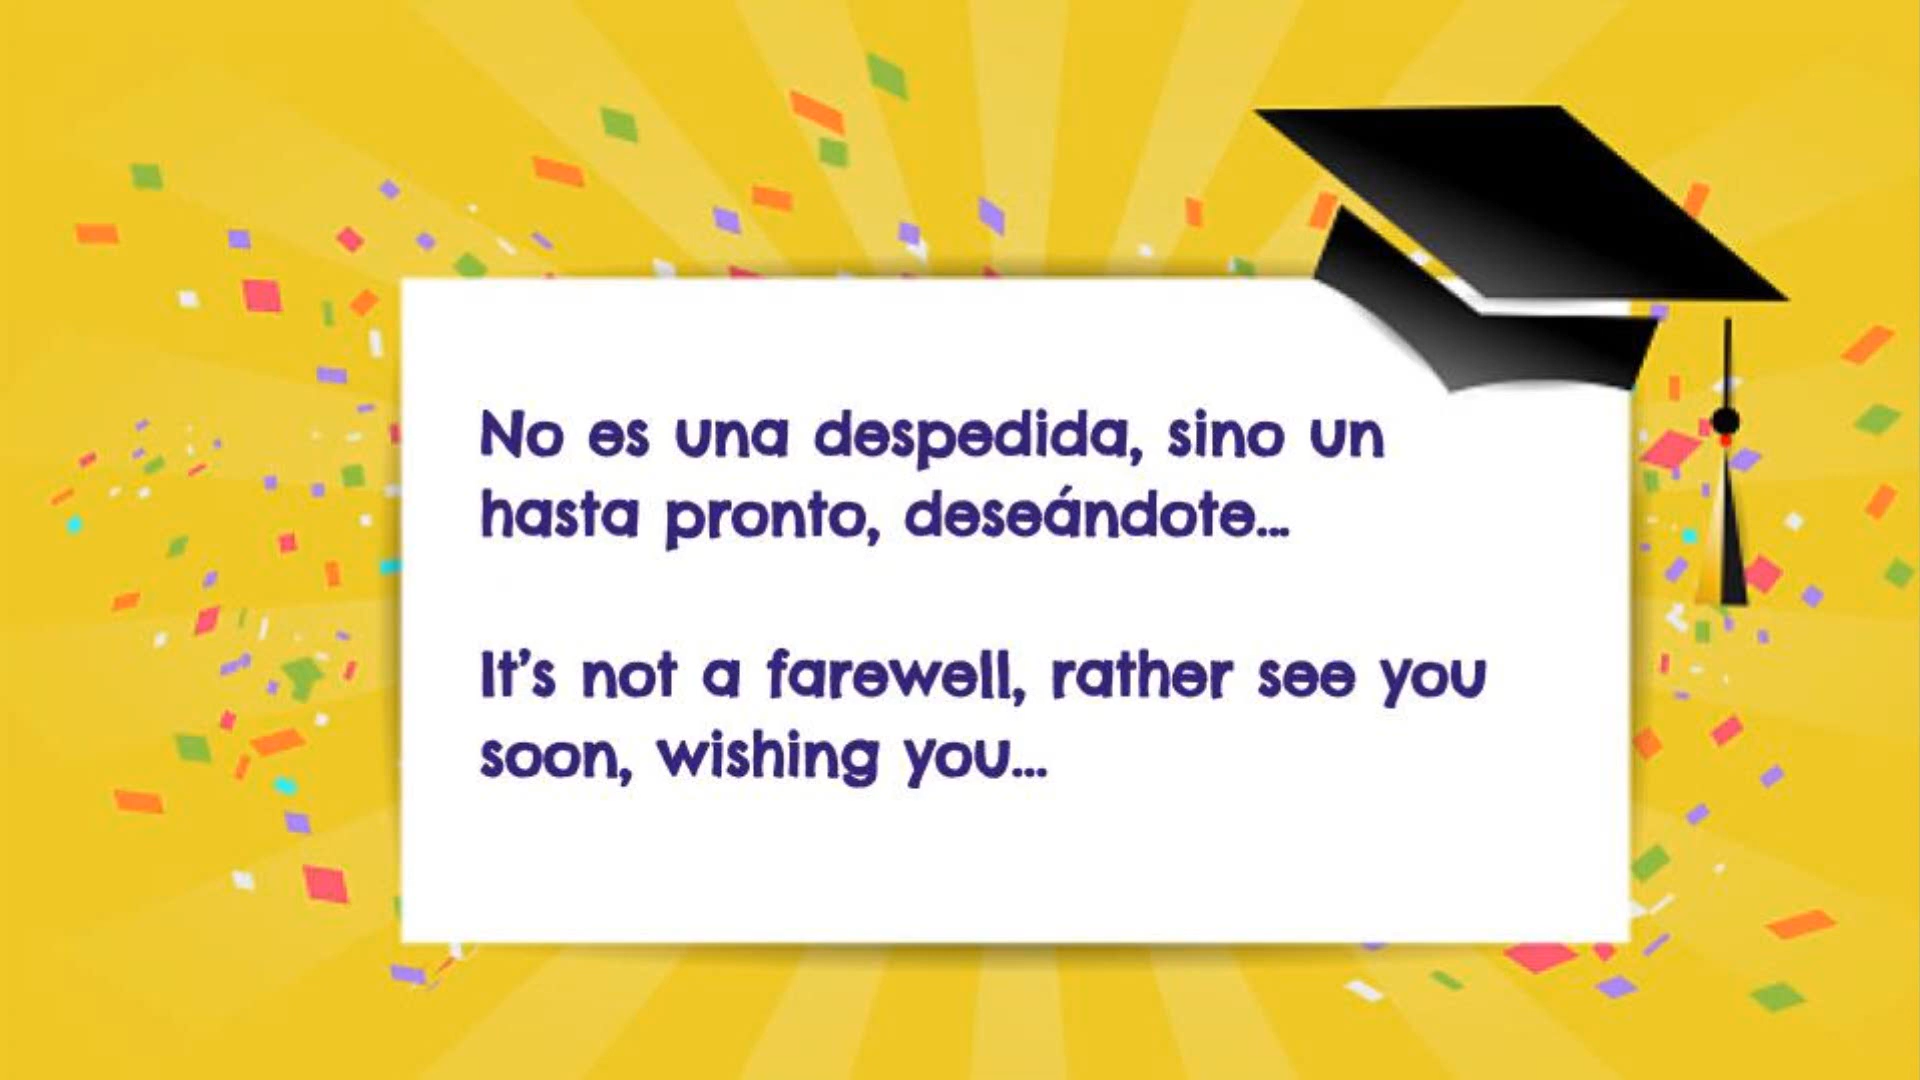 No es una despedida, sino un
hasta pronto, deseándote...
It's not a farewell, rather see you
soon, wishing you...